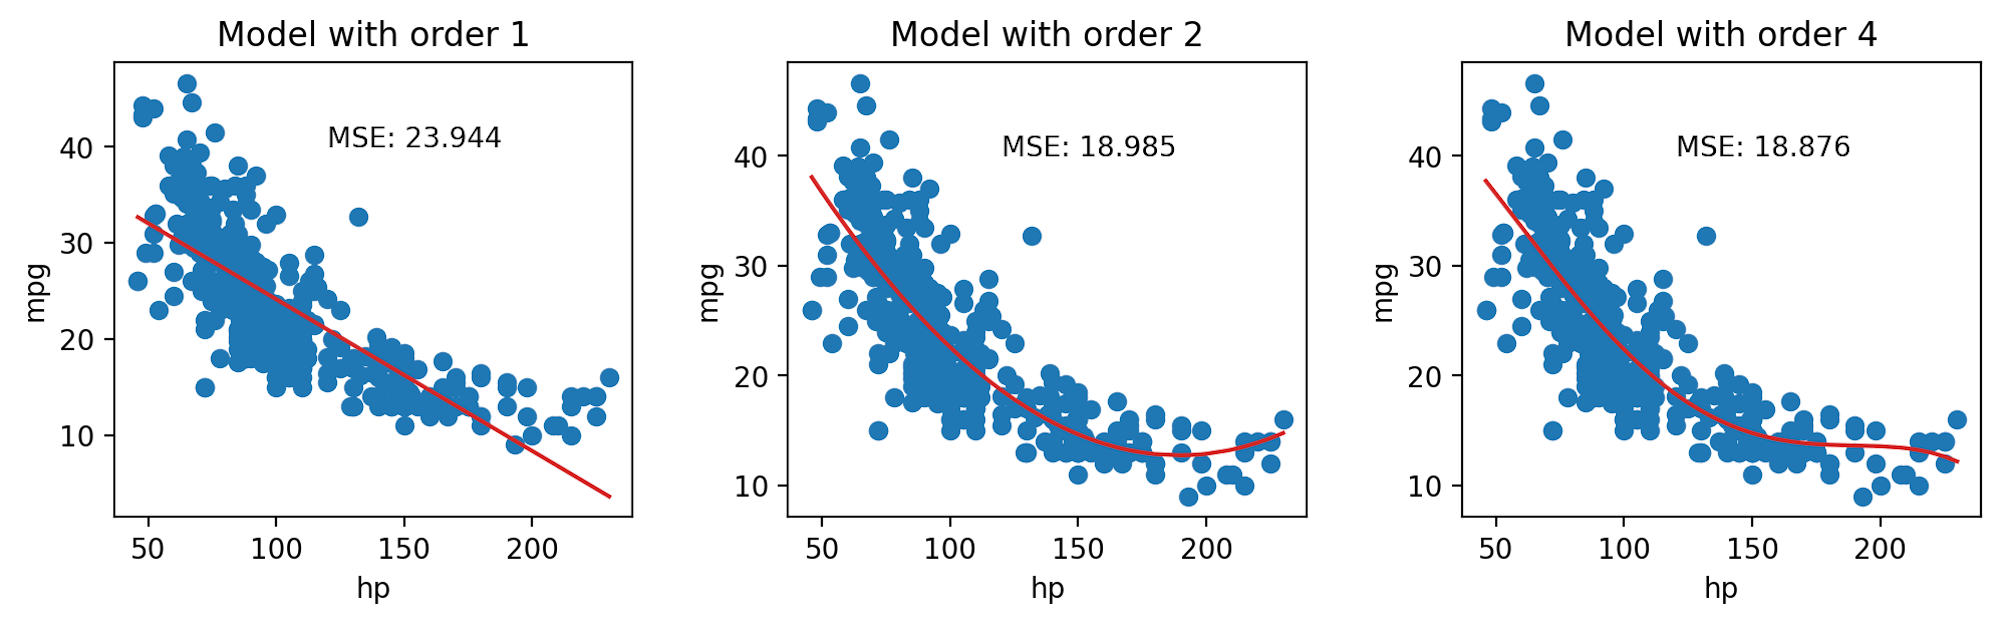 Model with order 1
MSE: 23.944
40
30
20
10
mpg
50 100 150 200
hp
Model with order 2
MSE: 18.985
40
30
20
10
mpg
50 100 150 200
hp
Model with order 4
MSE: 18.876
40
30
20
10
mpg
50 100 150 200
hp